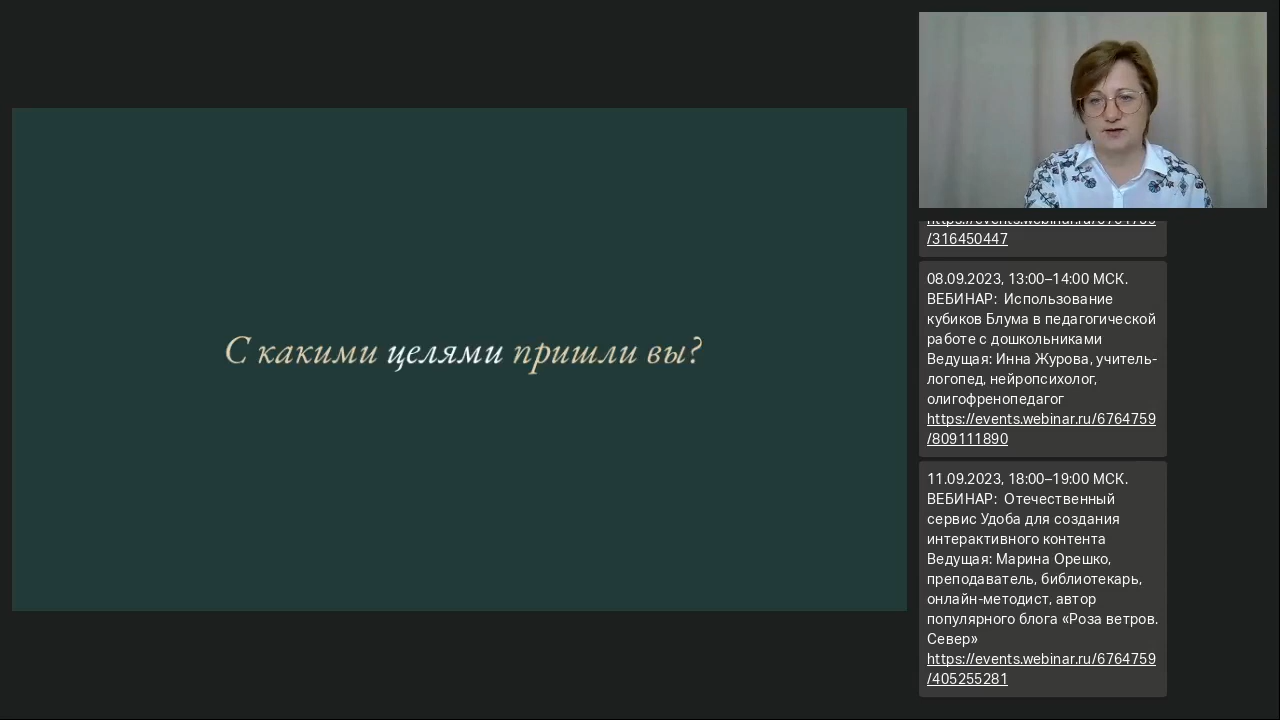 С какими целями пришли вы?
/316450447
08.09.2023, 13:00–14:00 МСК.
ВЕБИНАР:  Использование
кубиков Блума в педагогической
работе с дошкольниками
Ведущая: Инна Журова, учитель-
логопед, нейропсихолог,
олигофренопедагог
https://events.webinar.ru/6764759
/809111890
11.09.2023, 18:00–19:00 МСК.
ВЕБИНАР:  Отечественный
сервис Удоба для создания
интерактивного контента
Ведущая: Марина Орешко,
преподаватель, библиотекарь,
онлайн-методист, автор
популярного блога «Роза ветров.
Север»
https://events.webinar.ru/6764759
/405255281